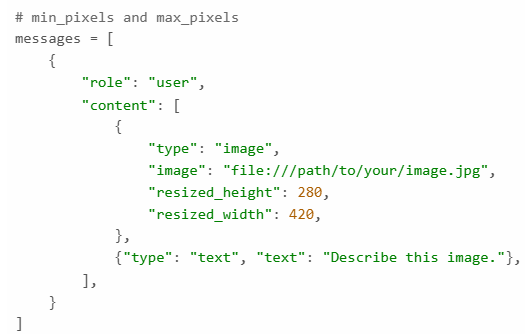 # min_pixels and max_pixels
messages = [
    {
        "role": "user",
        "content": [
            {
                "type": "image",
                "image": "file:///path/to/your/image.jpg",
                "resized_height": 280,
                "resized_width": 420,
            },
            {"type": "text", "text": "Describe this image."},
        ],
    }
]